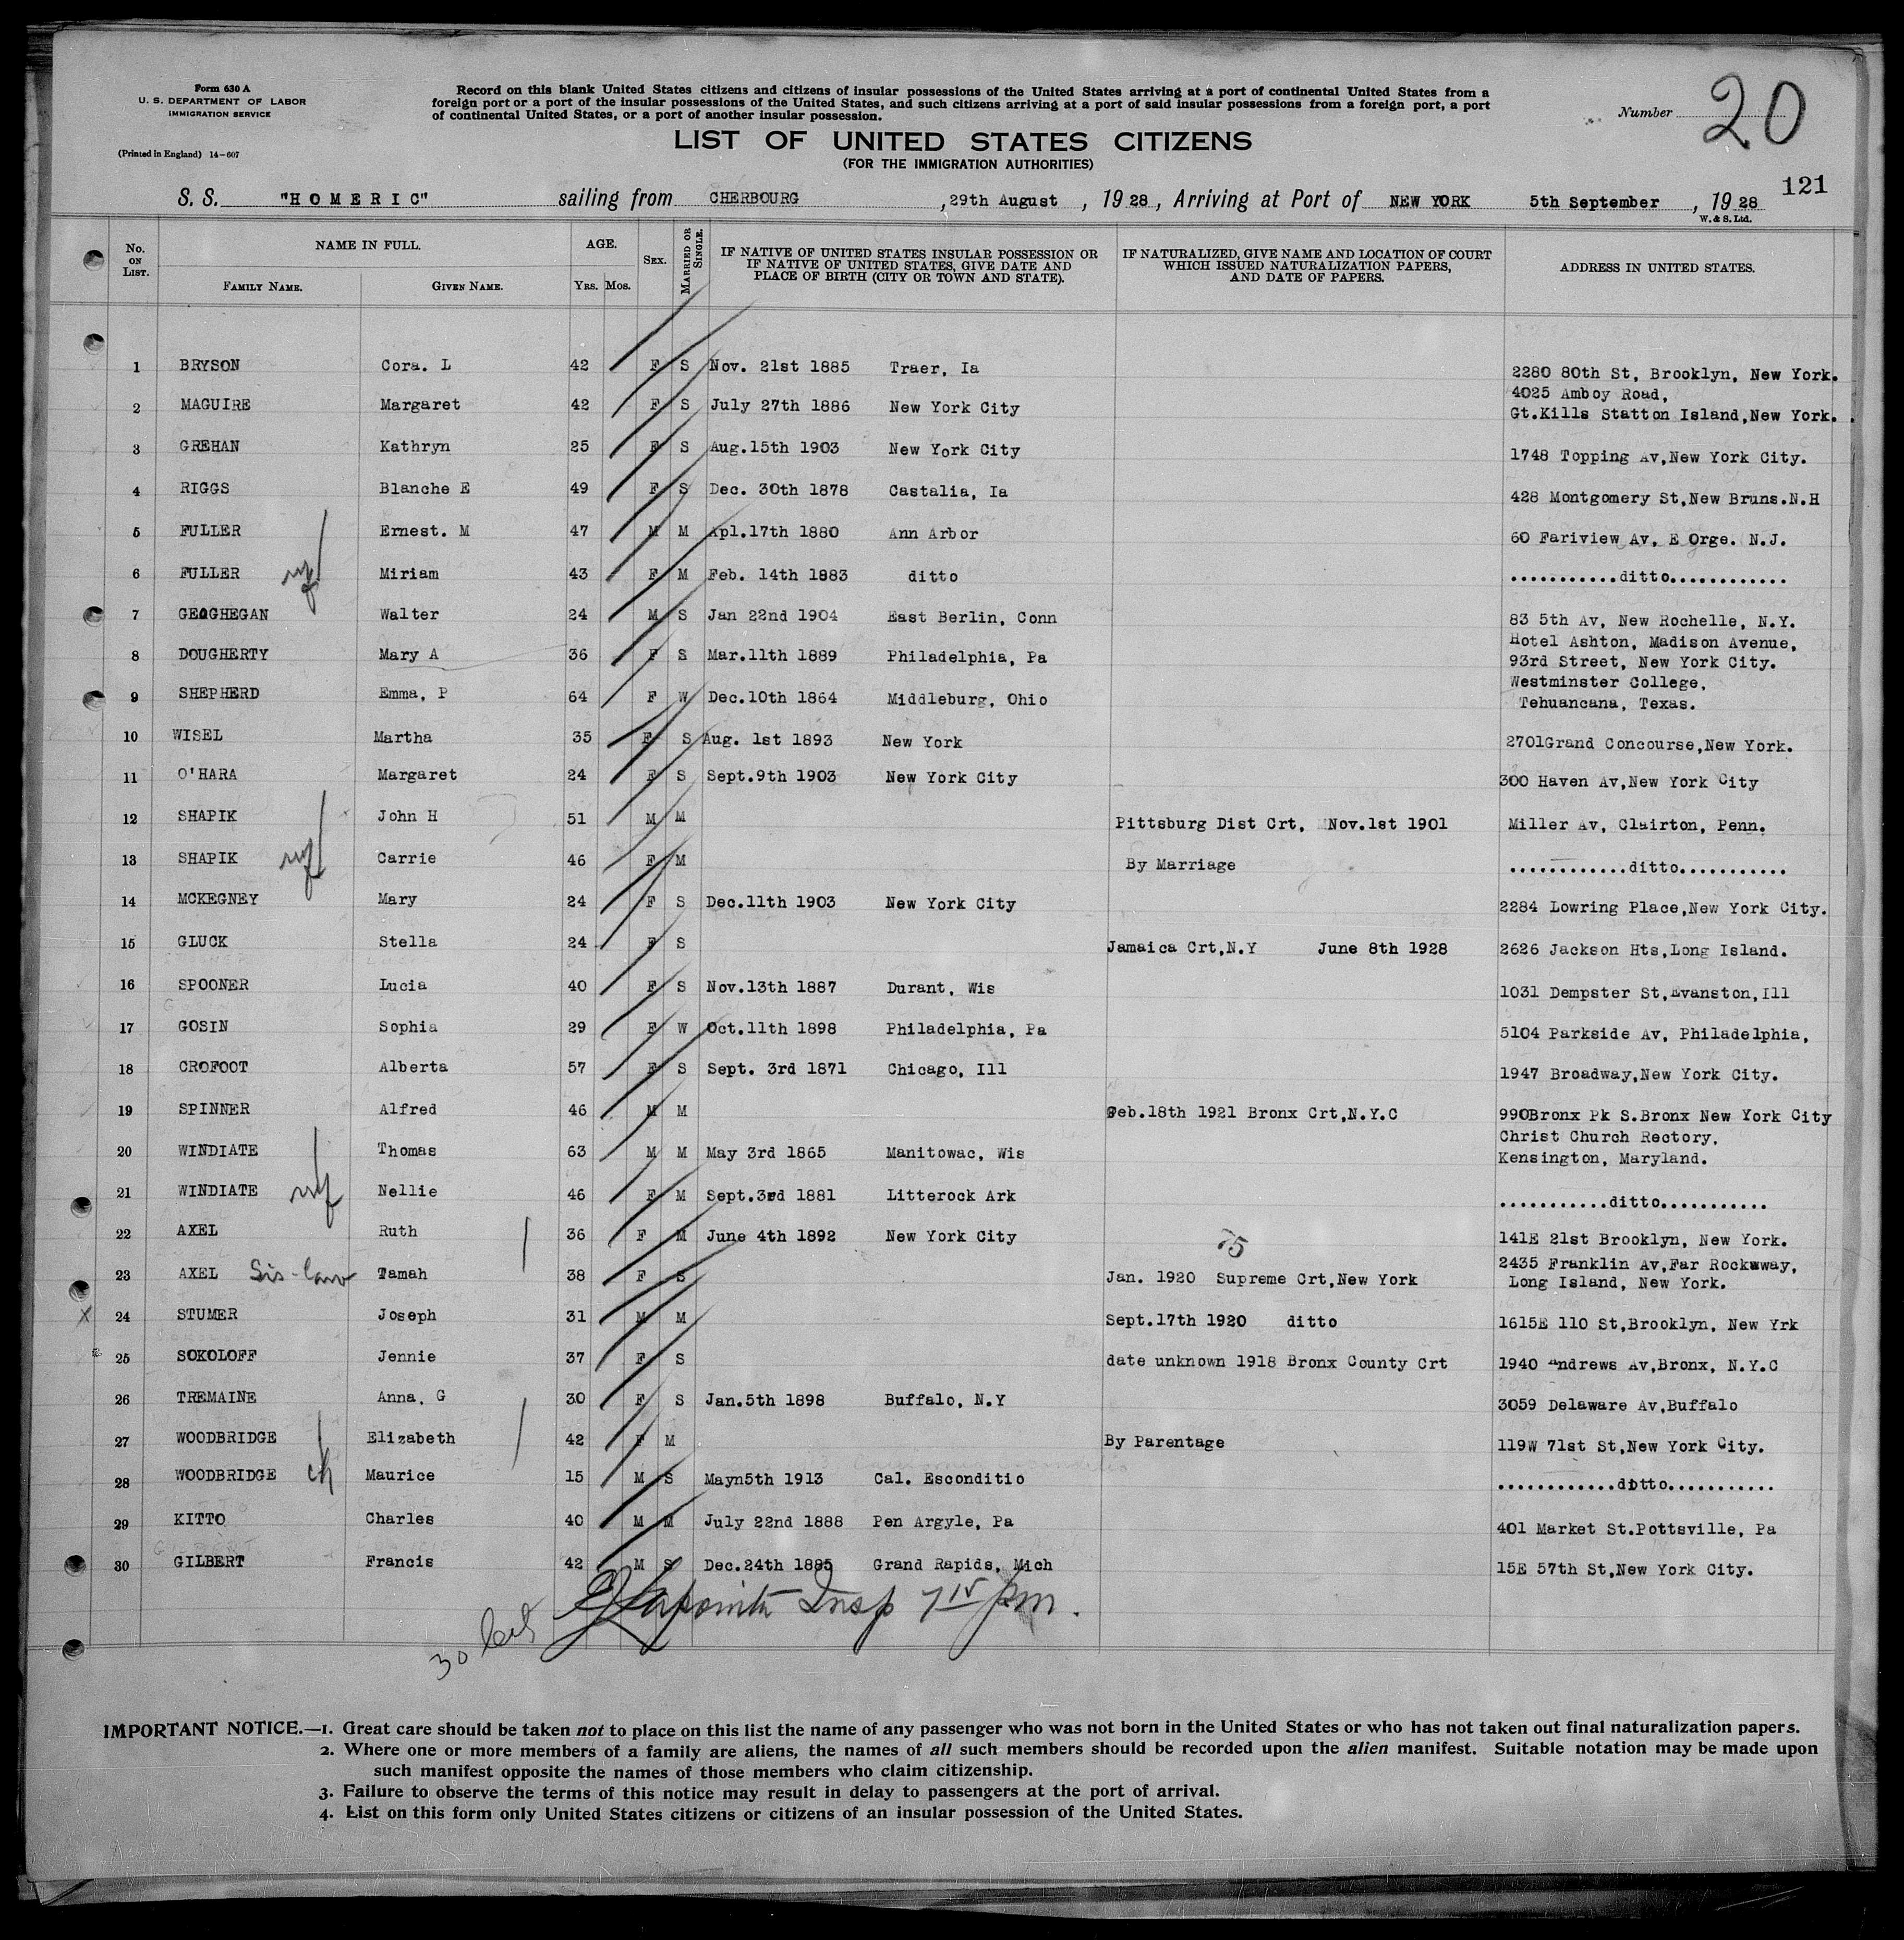 Form 630 A
U. S. DEPARTMENT OF LABOR
IMMIGRATION SERVICE
(Printed in England) 14-607
Record on this blank United States citizens and citizens of insular possessions of the United States arriving at a port of continental United States from a
foreign port or a port of the insular possessions of the United States, and such citizens arriving at a port of said insular possessions from a foreign port, a port
of continental United States, or a port of another insular possession.
Number 20
LIST OF UNITED STATES CITIZENS
(FOR THE IMMIGRATION AUTHORITIES)
121
S. S. "HOMERIC" sailing from CHERBOURG, 29th August, 1928, Arriving at Port of NEW YORK 5th September, 1928
W. & S. Ltd.
No. ON LIST. NAME IN FULL. FAMILY NAME. GIVEN NAME. AGE. YRS. MOS. SEX. MARRIED OR SINGLE. IF NATIVE OF UNITED STATES INSULAR POSSESSION OR IF NATIVE OF UNITED STATES, GIVE DATE AND PLACE OF BIRTH (CITY OR TOWN AND STATE). IF NATURALIZED, GIVE NAME AND LOCATION OF COURT WHICH ISSUED NATURALIZATION PAPERS, AND DATE OF PAPERS. ADDRESS IN UNITED STATES.
1 BRYSON Cora. L 42 F S Nov. 21st 1885 Traer, Ia 2280 80th St, Brooklyn, New York.
2 MAGUIRE Margaret 42 F S July 27th 1886 New York City 4025 Amboy Road, Gt.Kills Statton Island,New York.
3 GREHAN Kathryn 25 F S Aug.15th 1903 New York City 1748 Topping Av,New York City.
4 RIGGS Blanche E 49 F S Dec. 30th 1878 Castalia, Ia 428 Montgomery St,New Bruns.N.H
5 FULLER Ernest. M 47 M M Apl.17th 1880 Ann Arbor 60 Fariview Av, E Orge. N.J.
6 FULLER wf Miriam 43 F M Feb. 14th 1883 ditto ...........ditto............
7 GEOGHEGAN Walter 24 M S Jan 22nd 1904 East Berlin, Conn 83 5th Av, New Rochelle, N.Y.
8 DOUGHERTY Mary A 36 F S Mar.11th 1889 Philadelphia, Pa Hotel Ashton, Madison Avenue, 93rd Street, New York City.
9 SHEPHERD Emma, P 64 F W Dec.10th 1864 Middleburg, Ohio Westminster College, Tehuancana, Texas.
10 WISEL Martha 35 F S Aug. 1st 1893 New York 2701Grand Concourse,New York.
11 O'HARA Margaret 24 F S Sept.9th 1903 New York City 300 Haven Av,New York City
12 SHAPIK John H 51 M M Pittsburg Dist Crt, Nov.1st 1901 Miller Av, Clairton, Penn.
13 SHAPIK wf Carrie 46 F M By Marriage ............ditto...........
14 MCKEGNEY Mary 24 F S Dec.11th 1903 New York City 2284 Lowring Place,New York City.
15 GLUCK Stella 24 F S Jamaica Crt,N.Y June 8th 1928 2626 Jackson Hts,Long Island.
16 SPOONER Lucia 40 F S Nov.13th 1887 Durant, Wis 1031 Dempster St,Evanston,Ill
17 GOSIN Sophia 29 F W Oct.11th 1898 Philadelphia, Pa 5104 Parkside Av, Philadelphia,
18 CROFOOT Alberta 57 F S Sept. 3rd 1871 Chicago, Ill 1947 Broadway,New York City.
19 SPINNER Alfred 46 M M Feb.18th 1921 Bronx Crt,N.Y.C 990Bronx Pk S.Bronx New York City
20 WINDIATE Thomas 63 M M May 3rd 1865 Manitowac, Wis Christ Church Rectory, Kensington, Maryland.
21 WINDIATE wf Nellie 46 F M Sept.3rd 1881 Litterock Ark ...........ditto...........
22 AXEL Ruth 36 F M June 4th 1892 New York City 141E 21st Brooklyn, New York.
75
23 AXEL Sis-law Tamah 38 F S Jan. 1920 Supreme Crt,New York 2435 Franklin Av,Far Rockaway, Long Island, New York.
X 24 STUMER Joseph 31 M M Sept.17th 1920 ditto 1615E 110 St,Brooklyn, New Yrk
25 SOKOLOFF Jennie 37 F S date unknown 1918 Bronx County Crt 1940 Andrews Av,Bronx, N.Y.C
26 TREMAINE Anna, G 30 F S Jan.5th 1898 Buffalo, N.Y 3059 Delaware Av,Buffalo
27 WOODBRIDGE Elizabeth 42 F M By Parentage 119W 71st St,New York City.
28 WOODBRIDGE ch Maurice 15 M S Mayn5th 1913 Cal. Esconditio ............ditto...........
29 KITTO Charles 40 M M July 22nd 1888 Pen Argyle, Pa 401 Market St.Pottsville, Pa
30 GILBERT Francis 42 M S Dec.24th 1885 Grand Rapids, Mich 15E 57th St,New York City.
Insp 7 15 pm.
30
IMPORTANT NOTICE.—1. Great care should be taken not to place on this list the name of any passenger who was not born in the United States or who has not taken out final naturalization papers.
2. Where one or more members of a family are aliens, the names of all such members should be recorded upon the alien manifest. Suitable notation may be made upon
such manifest opposite the names of those members who claim citizenship.
3. Failure to observe the terms of this notice may result in delay to passengers at the port of arrival.
4. List on this form only United States citizens or citizens of an insular possession of the United States.